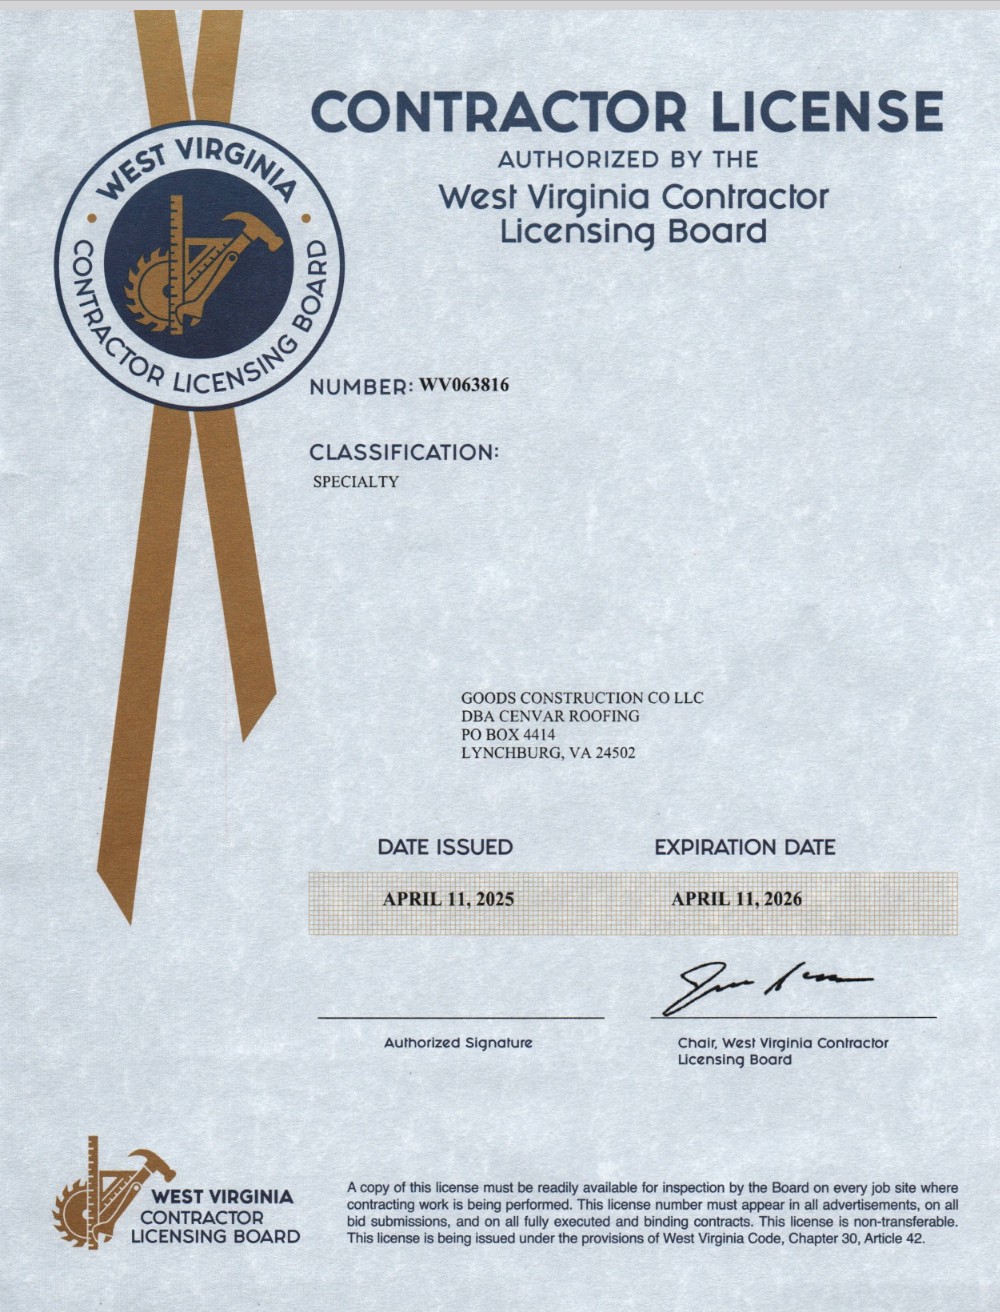 CONTRACTOR LICENSE
AUTHORIZED BY THE
West Virginia Contractor
Licensing Board
WEST VIRGINIA
CONTRACTOR LICENSING BOARD
NUMBER: WV063816
CLASSIFICATION:
SPECIALTY
GOODS CONSTRUCTION CO LLC
DBA CENVAR ROOFING
PO BOX 4414
LYNCHBURG, VA 24502
DATE ISSUED EXPIRATION DATE
APRIL 11, 2025 APRIL 11, 2026
Authorized Signature
Chair, West Virginia Contractor
Licensing Board
WEST VIRGINIA
CONTRACTOR
LICENSING BOARD
A copy of this license must be readily available for inspection by the Board on every job site where
contracting work is being performed. This license number must appear in all advertisements, on all
bid submissions, and on all fully executed and binding contracts. This license is non-transferable.
This license is being issued under the provisions of West Virginia Code, Chapter 30, Article 42.